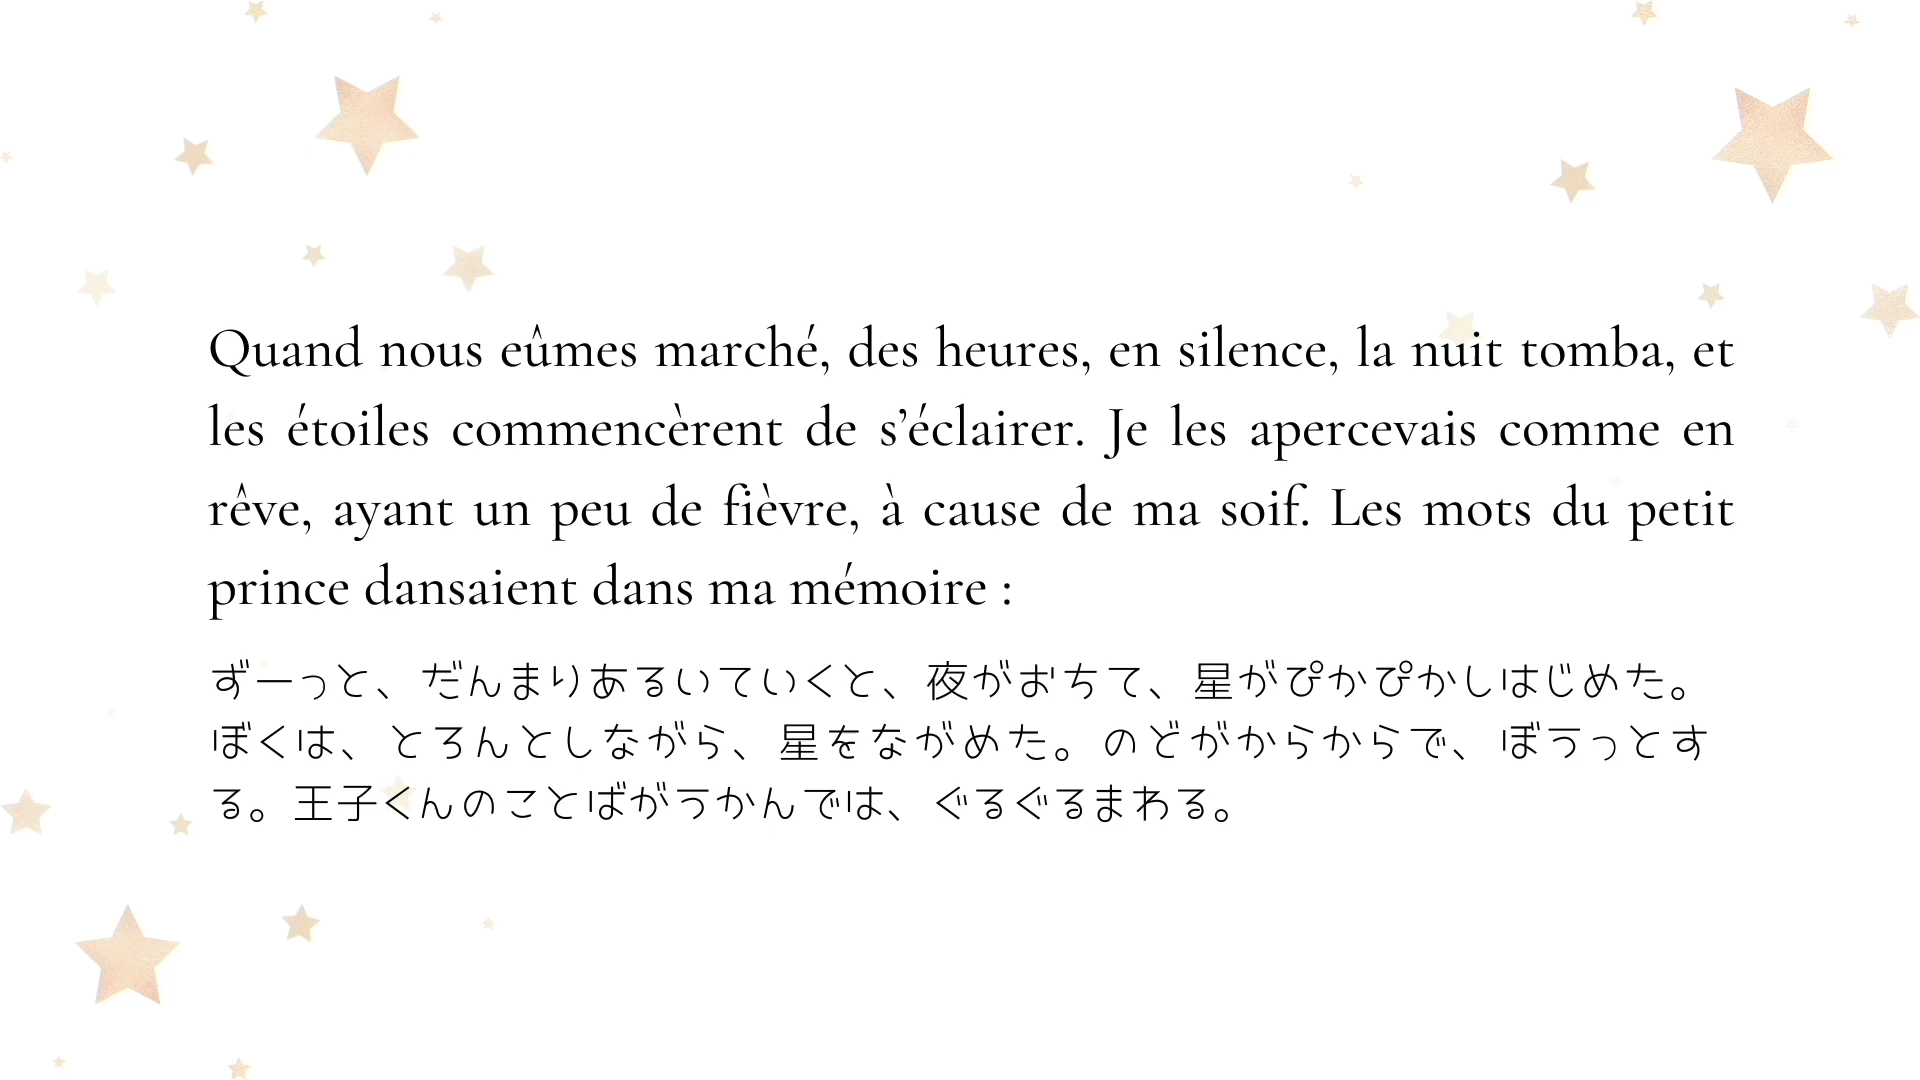 Quand nous eûmes marché, des heures, en silence, la nuit tomba, et
les étoiles commencèrent de s’éclairer. Je les apercevais comme en
rêve, ayant un peu de fièvre, à cause de ma soif. Les mots du petit
prince dansaient dans ma mémoire :
ずーっと、だんまりあるいていくと、夜がおちて、星がぴかぴかしはじめた。
ぼくは、とろんとしながら、星をながめた。のどがからからで、ぼうっとす
る。王子くんのことばがうかんでは、ぐるぐるまわる。